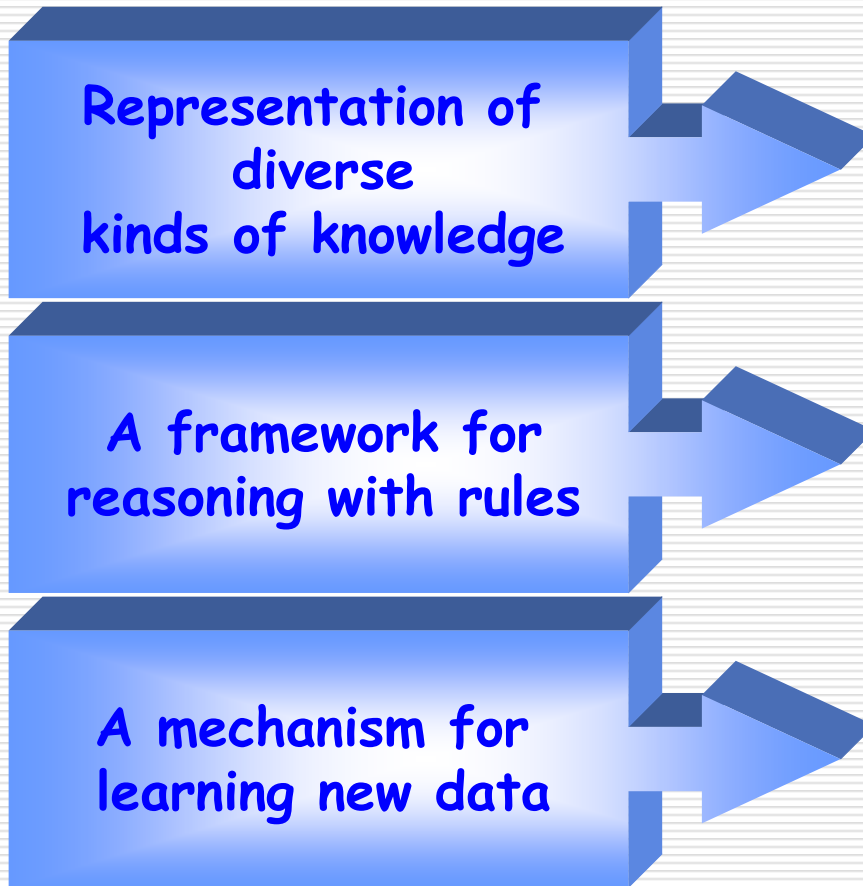 Representation of
diverse
kinds of knowledge
A framework for
reasoning with rules
A mechanism for
learning new data